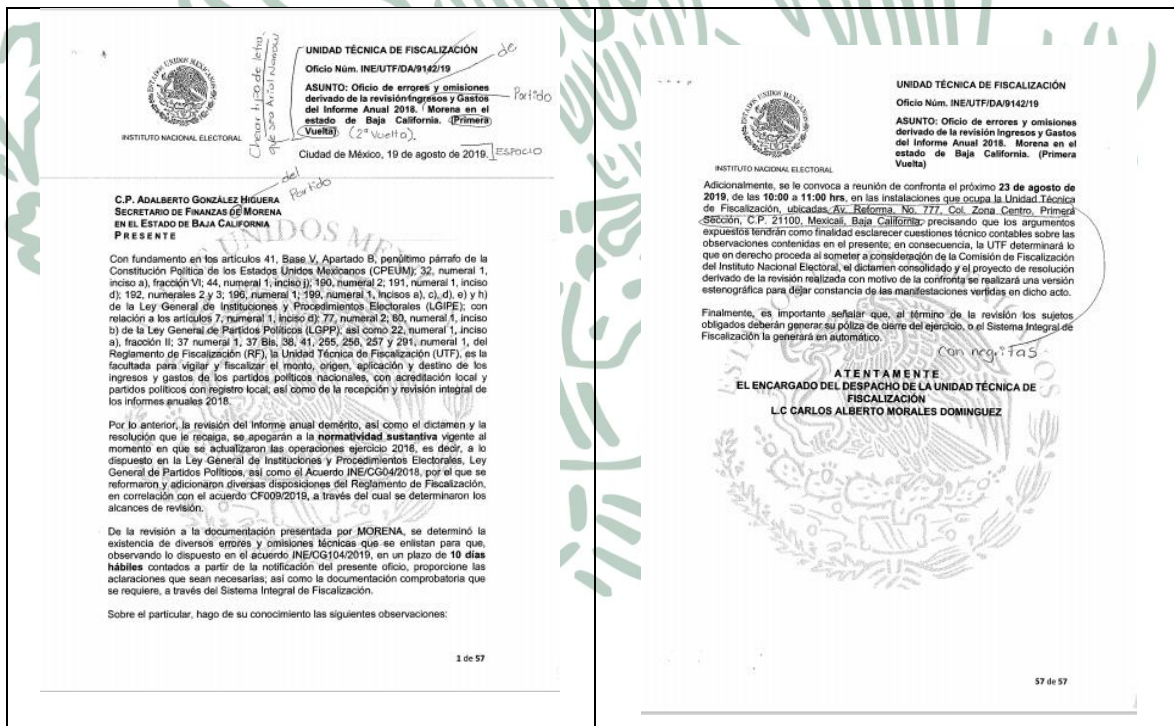 UNIDAD TÉCNICA DE FISCALIZACIÓN
Oficio Núm. INE/UTF/DA/9142/19
ASUNTO: Oficio de errores y omisiones
derivado de la revisión Ingresos y Gastos
del Informe Anual 2018. Morena en el
estado de Baja California. (Primera
Vuelta) (2ª Vuelta).
de
Partido
Checar tipo de letra,
que sea Arial Narrow
INSTITUTO NACIONAL ELECTORAL
Ciudad de México, 19 de agosto de 2019. ESPACIO
del
Partido
C.P. ADALBERTO GONZÁLEZ HIGUERA
SECRETARIO DE FINANZAS DE MORENA
EN EL ESTADO DE BAJA CALIFORNIA
P R E S E N T E
Con fundamento en los artículos 41, Base V, Apartado B, penúltimo párrafo de la
Constitución Política de los Estados Unidos Mexicanos (CPEUM); 32, numeral 1,
inciso a), fracción VI; 44, numeral 1, inciso j); 190, numeral 2; 191, numeral 1, inciso
d); 192, numerales 2 y 3; 196, numeral 1; 199, numeral 1, incisos a), c), d), e) y h)
de la Ley General de Instituciones y Procedimientos Electorales (LGIPE); con
relación a los artículos 7, numeral 1, inciso d); 77, numeral 2; 80, numeral 1, inciso
b) de la Ley General de Partidos Políticos (LGPP); así como 22, numeral 1, inciso
a), fracción II; 37 numeral 1, 37 Bis, 38, 41, 255, 256, 257 y 291, numeral 1, del
Reglamento de Fiscalización (RF), la Unidad Técnica de Fiscalización (UTF), es la
facultada para vigilar y fiscalizar el monto, origen, aplicación y destino de los
ingresos y gastos de los partidos políticos nacionales, con acreditación local y
partidos políticos con registro local; así como de la recepción y revisión integral de
los informes anuales 2018.
Por lo anterior, la revisión del Informe anual demérito, así como el dictamen y la
resolución que le recaiga, se apegarán a la normatividad sustantiva vigente al
momento en que se actualizaron las operaciones ejercicio 2018, es decir, a lo
dispuesto en la Ley General de Instituciones y Procedimientos Electorales, Ley
General de Partidos Políticos, así como el Acuerdo INE/CG04/2018, por el que se
reformaron y adicionaron diversas disposiciones del Reglamento de Fiscalización,
en correlación con el acuerdo CF009/2019, a través del cual se determinaron los
alcances de revisión.
De la revisión a la documentación presentada por MORENA, se determinó la
existencia de diversos errores y omisiones técnicas que se enlistan para que,
observando lo dispuesto en el acuerdo INE/CG104/2019, en un plazo de 10 días
hábiles contados a partir de la notificación del presente oficio, proporcione las
aclaraciones que sean necesarias; así como la documentación comprobatoria que
se requiere, a través del Sistema Integral de Fiscalización.
Sobre el particular, hago de su conocimiento las siguientes observaciones:
1 de 57
UNIDAD TÉCNICA DE FISCALIZACIÓN
Oficio Núm. INE/UTF/DA/9142/19
ASUNTO: Oficio de errores y omisiones
derivado de la revisión Ingresos y Gastos
del Informe Anual 2018. Morena en el
estado de Baja California. (Primera
Vuelta)
INSTITUTO NACIONAL ELECTORAL
Adicionalmente, se le convoca a reunión de confronta el próximo 23 de agosto de
2019, de las 10:00 a 11:00 hrs, en las instalaciones que ocupa la Unidad Técnica
de Fiscalización, ubicadas Av. Reforma. No. 777, Col. Zona Centro, Primera
Sección, C.P. 21100, Mexicali, Baja California, precisando que los argumentos
expuestos tendrán como finalidad esclarecer cuestiones técnico contables sobre las
observaciones contenidas en el presente; en consecuencia, la UTF determinará lo
que en derecho proceda al someter a consideración de la Comisión de Fiscalización
del Instituto Nacional Electoral, el dictamen consolidado y el proyecto de resolución
derivado de la revisión realizada con motivo de la confronta se realizará una versión
estenográfica para dejar constancia de las manifestaciones vertidas en dicho acto.
Finalmente, es importante señalar que, al término de la revisión los sujetos
obligados deberán generar su póliza de cierre del ejercicio, o el Sistema Integral de
Fiscalización la generará en automático.
Con negritas
A T E N T A M E N T E
EL ENCARGADO DEL DESPACHO DE LA UNIDAD TÉCNICA DE
FISCALIZACIÓN
L.C CARLOS ALBERTO MORALES DOMINGUEZ
57 de 57